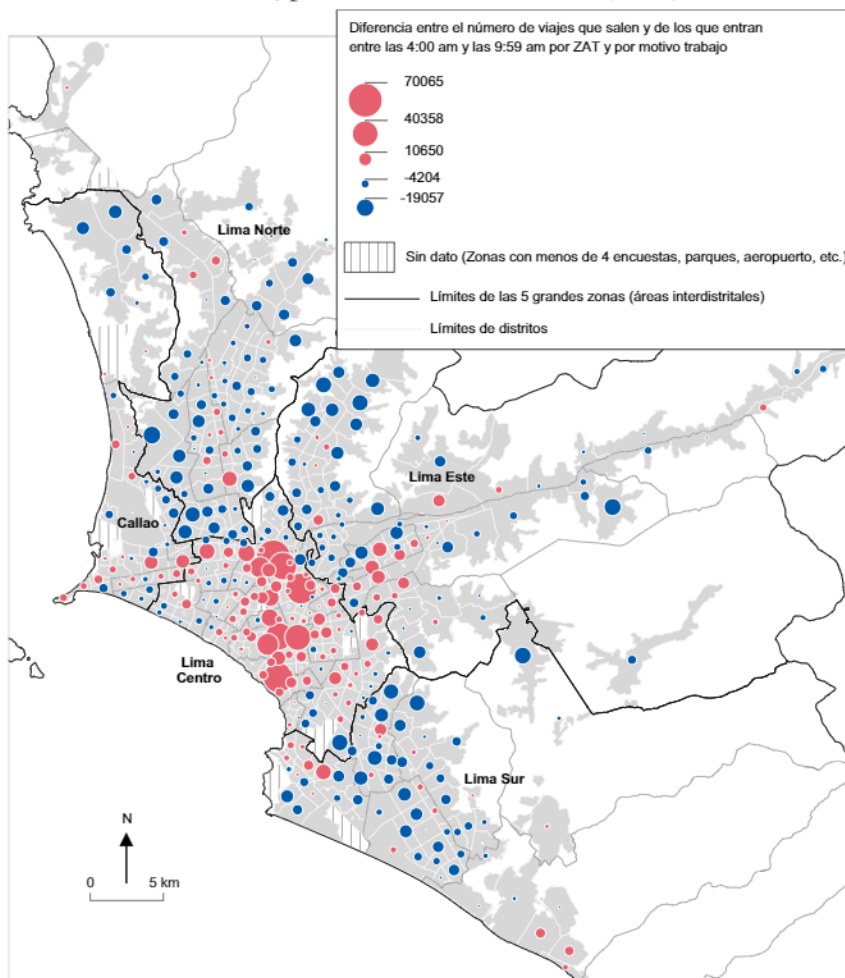 Diferencia entre el número de viajes que salen y de los que entran
entre las 4:00 am y las 9:59 am por ZAT y por motivo trabajo
70065
40358
10650
-4204
-19057
Sin dato (Zonas con menos de 4 encuestas, parques, aeropuerto, etc.)
Límites de las 5 grandes zonas (áreas interdistritales)
Límites de distritos
Lima Norte
Lima Este
Callao
Lima
Centro
Lima Sur
N
0 5 km